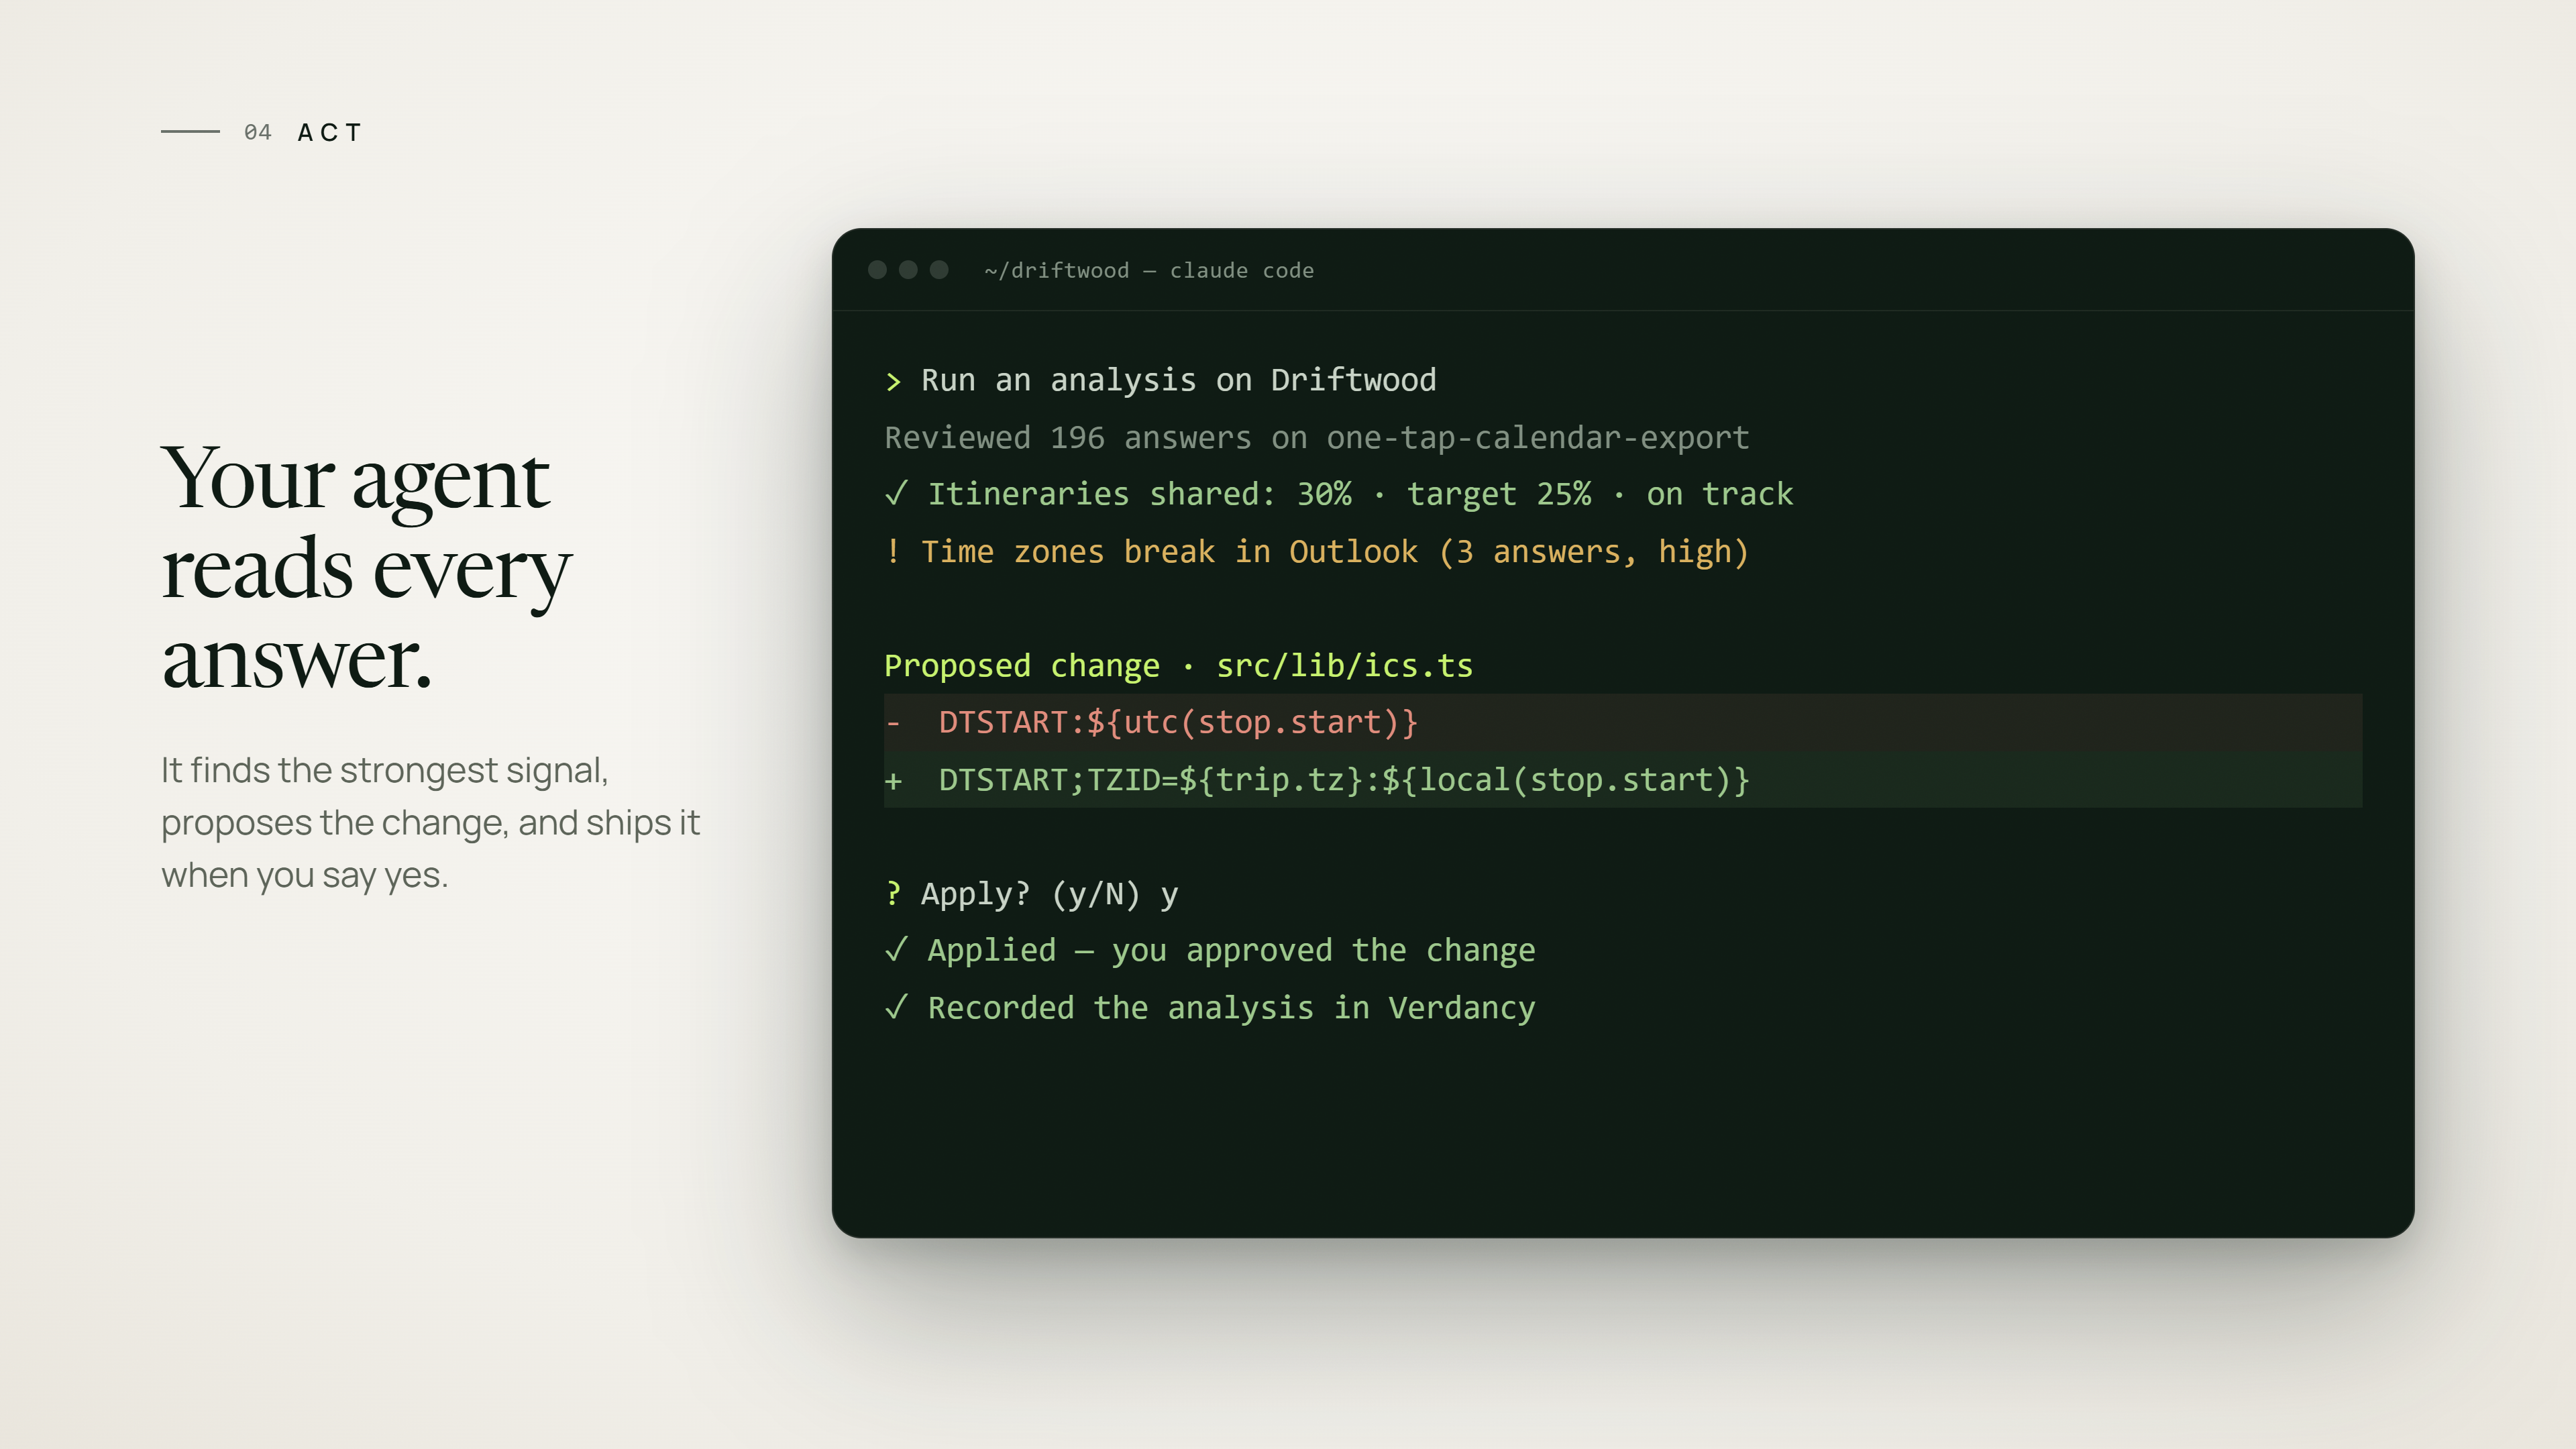 04 ACT
Your agent
reads every
answer.
It finds the strongest signal,
proposes the change, and ships it
when you say yes.
~/driftwood — claude code
> Run an analysis on Driftwood
Reviewed 196 answers on one-tap-calendar-export
✓ Itineraries shared: 30% · target 25% · on track
! Time zones break in Outlook (3 answers, high)
Proposed change · src/lib/ics.ts
-  DTSTART:${utc(stop.start)}
+  DTSTART;TZID=${trip.tz}:${local(stop.start)}
? Apply? (y/N) y
✓ Applied — you approved the change
✓ Recorded the analysis in Verdancy